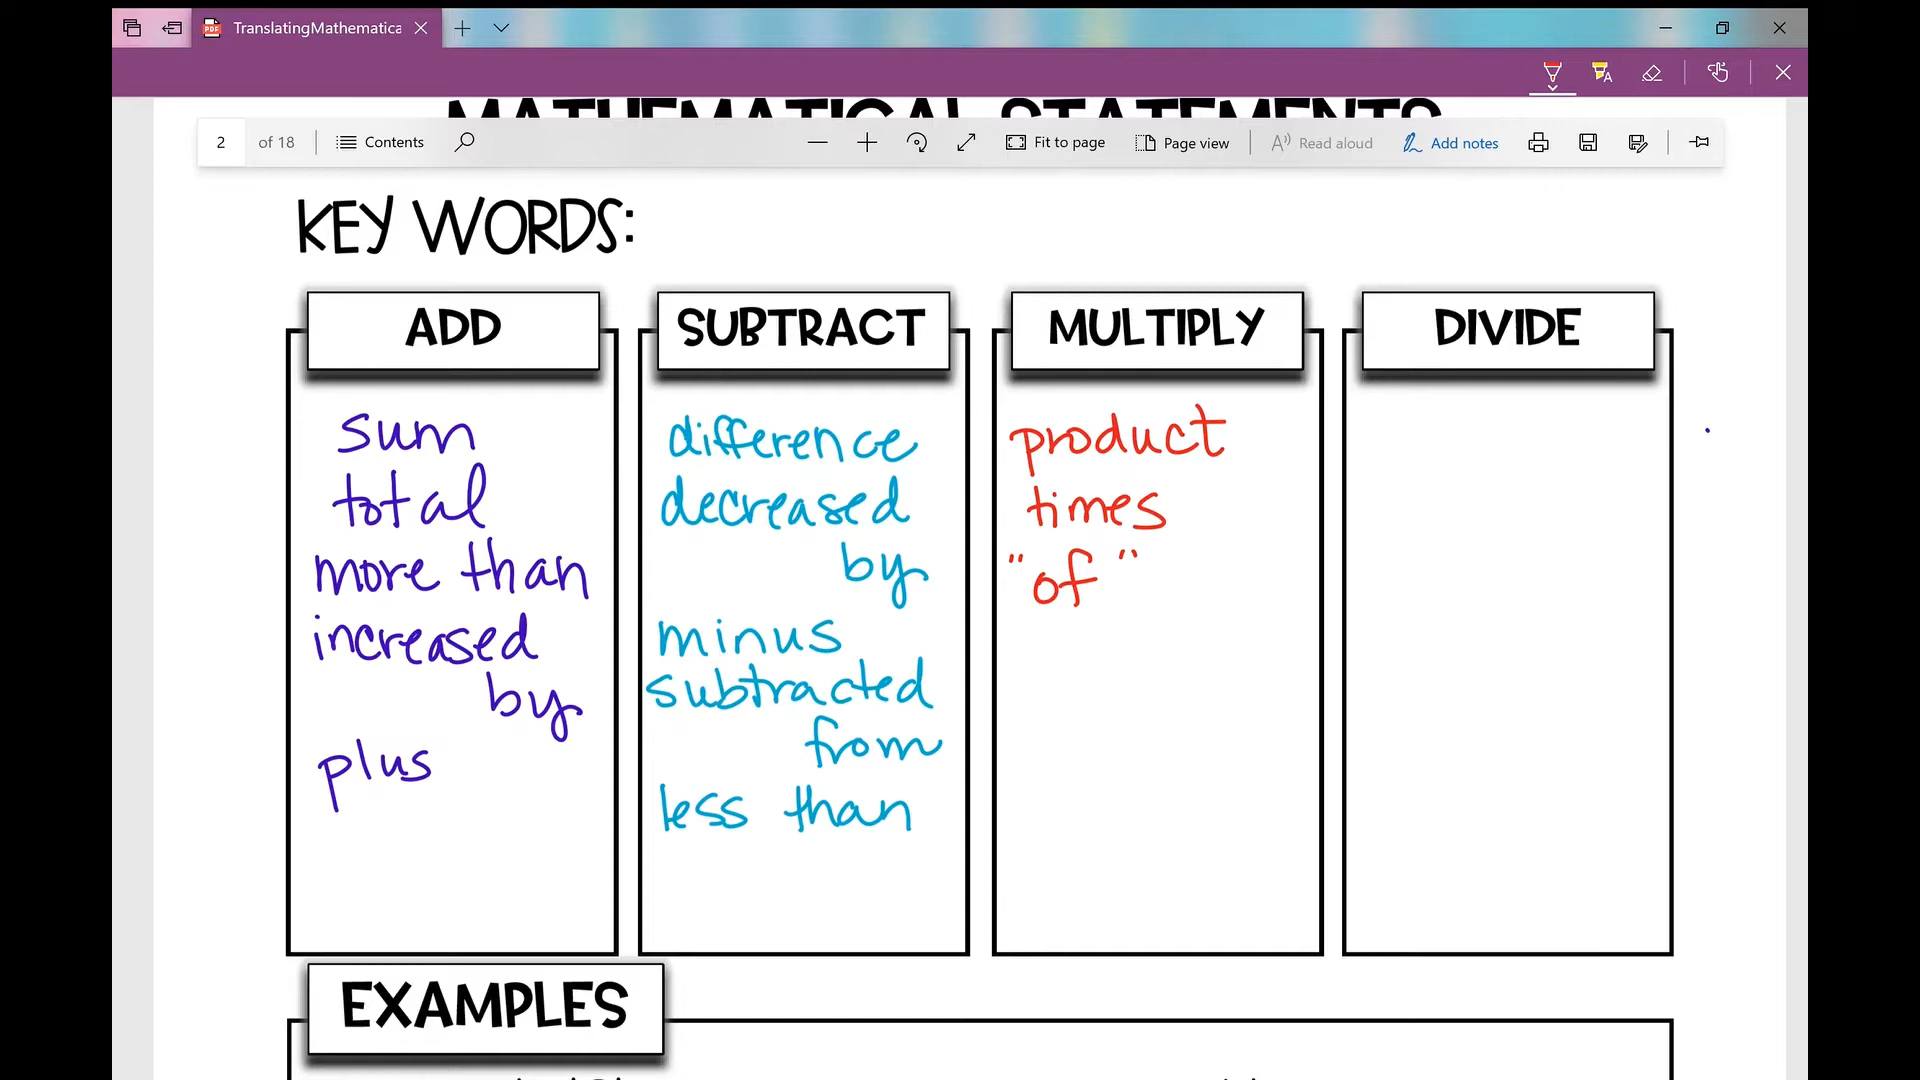 TranslatingMathematica
MATHEMATICAL STATEMENTS
2 of 18 Contents Fit to page Page view Read aloud Add notes
KEY WORDS:
ADD
sum
total
more than
increased
by
plus
SUBTRACT
difference
decreased
by
minus
subtracted
from
less than
MULTIPLY
product
times
"of"
DIVIDE
EXAMPLES